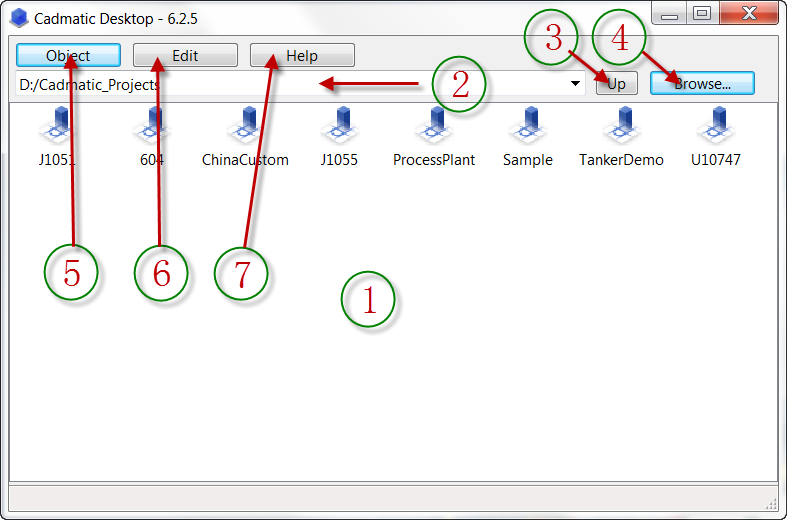 Cadmatic Desktop - 6.2.5
3 4
Object Edit Help
D:/Cadmatic_Projects 2 Up Browse...
J1051 604 ChinaCustom J1055 ProcessPlant Sample TankerDemo U10747
5 6 7 1